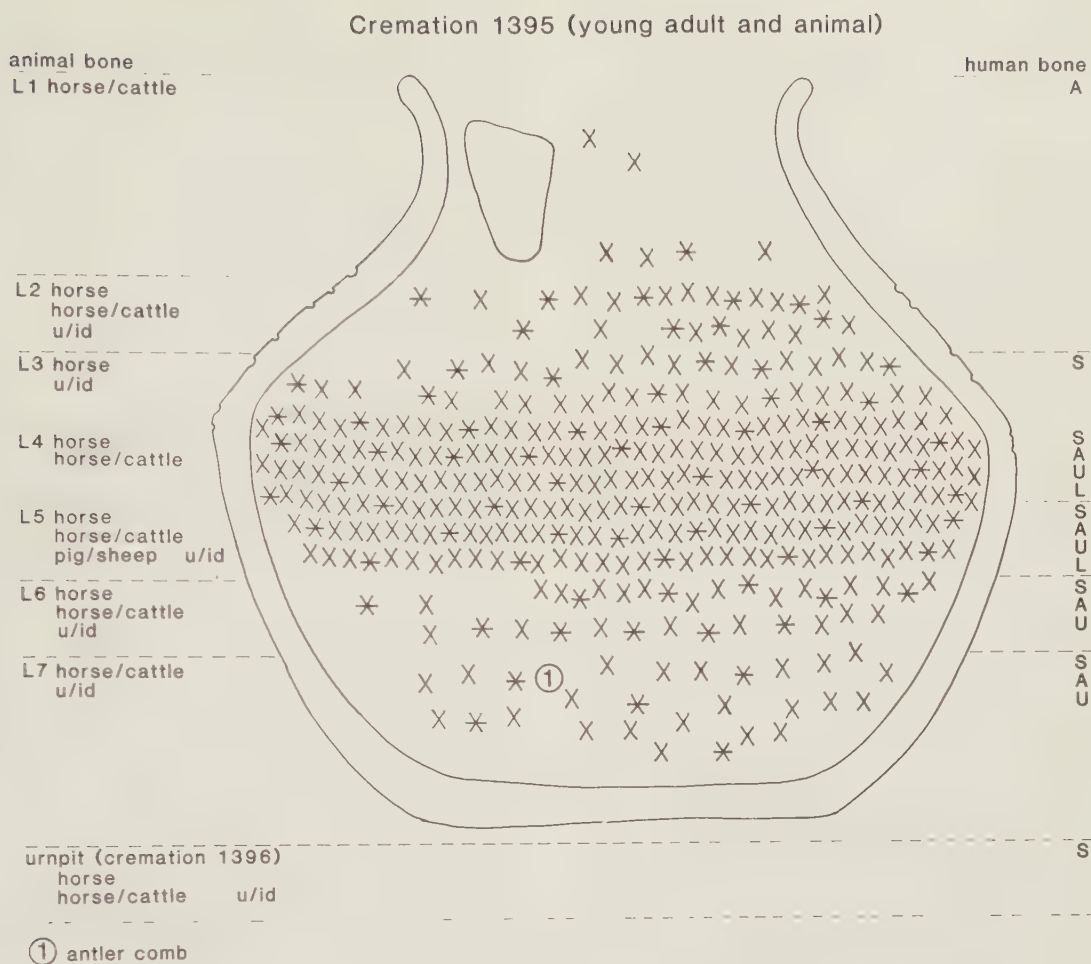 Cremation 1395 (young adult and animal)
animal bone
human bone
L1 horse/cattle
A
L2 horse
horse/cattle
u/id
L3 horse
u/id
S
L4 horse
horse/cattle
S
A
U
L
L5 horse
horse/cattle
pig/sheep u/id
S
A
U
L
L6 horse
horse/cattle
u/id
S
A
U
L7 horse/cattle
u/id
S
A
U
1
urnpit (cremation 1396)
horse
horse/cattle u/id
S
1 antler comb